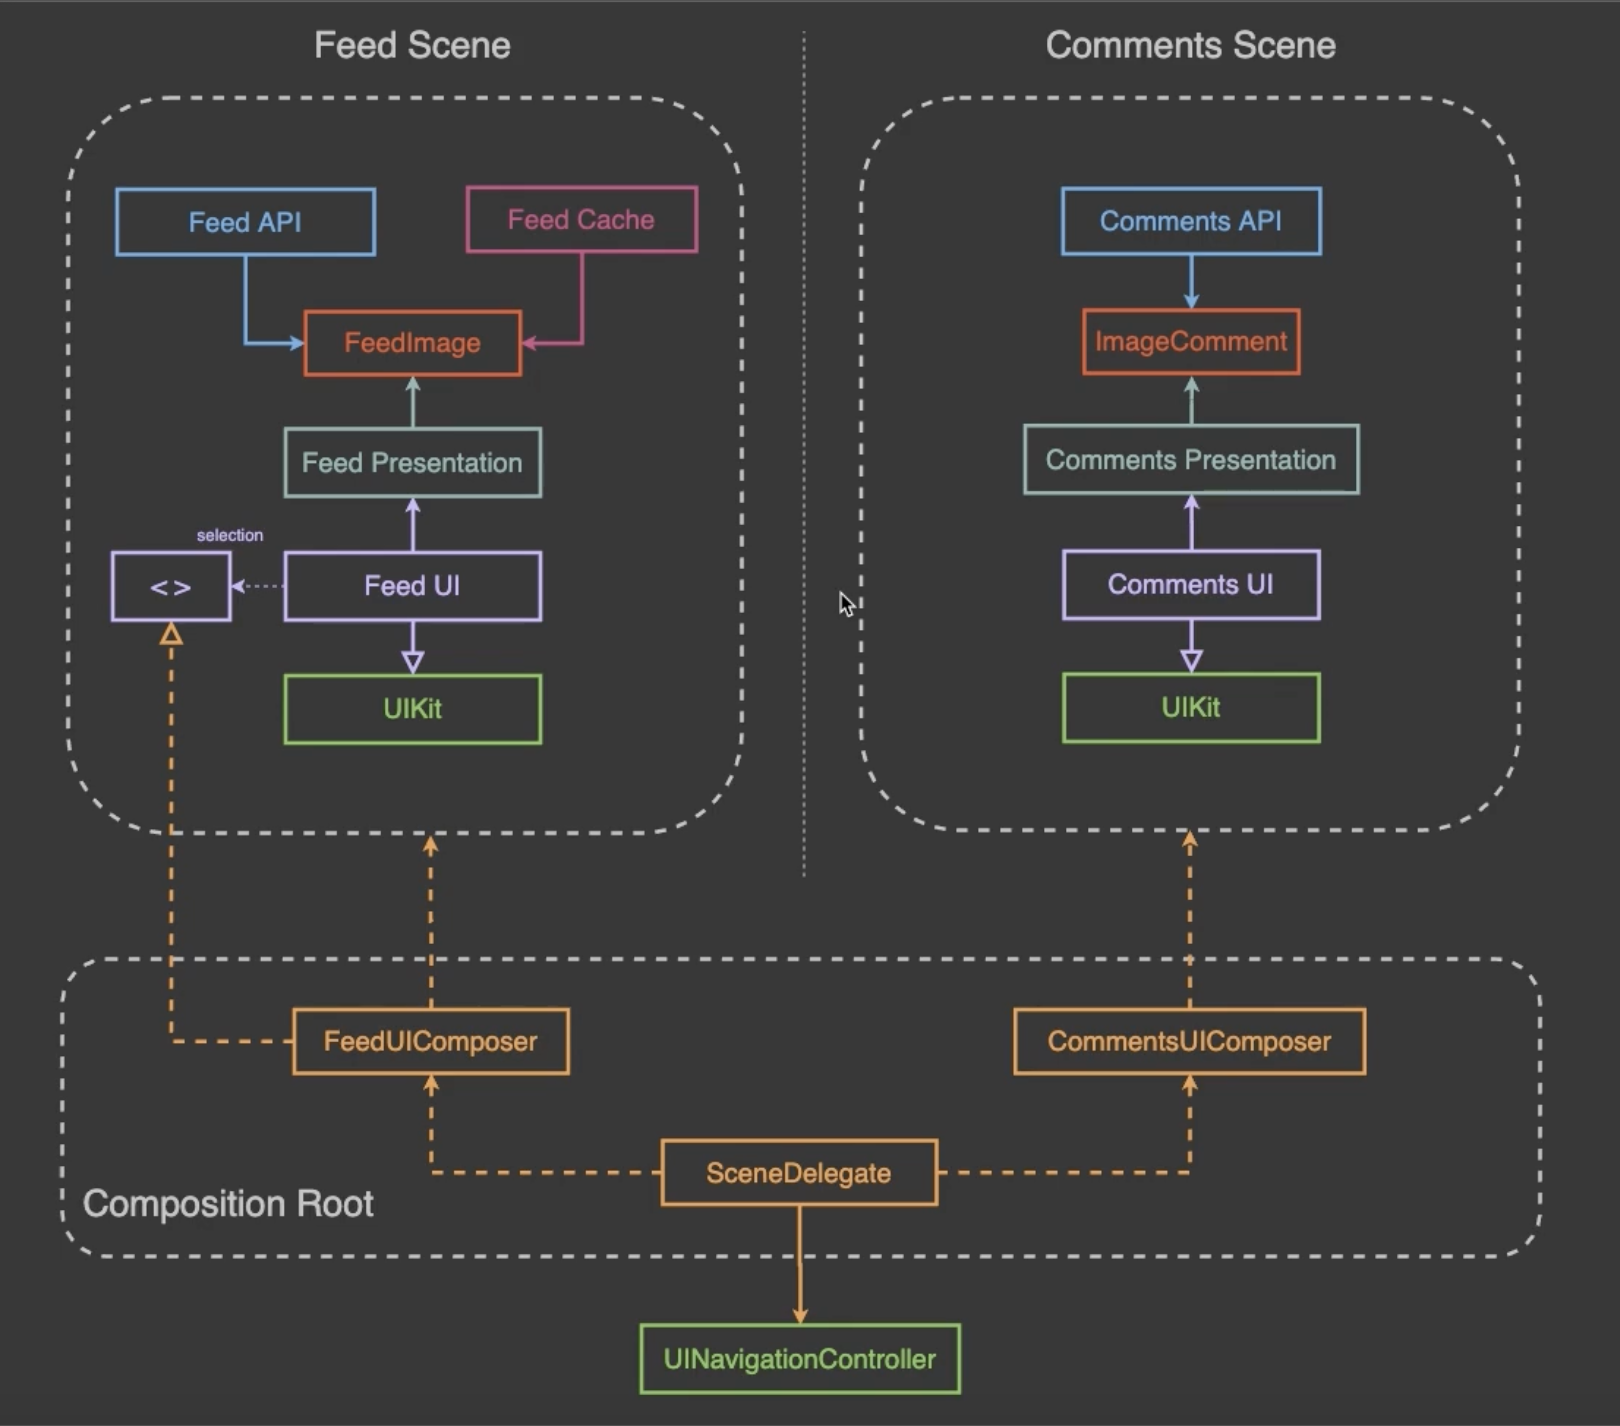 Feed Scene
Comments Scene
Feed API
Feed Cache
Comments API
FeedImage
ImageComment
Feed Presentation
Comments Presentation
selection
< >
Feed UI
Comments UI
UIKit
UIKit
FeedUIComposer
CommentsUIComposer
SceneDelegate
Composition Root
UINavigationController